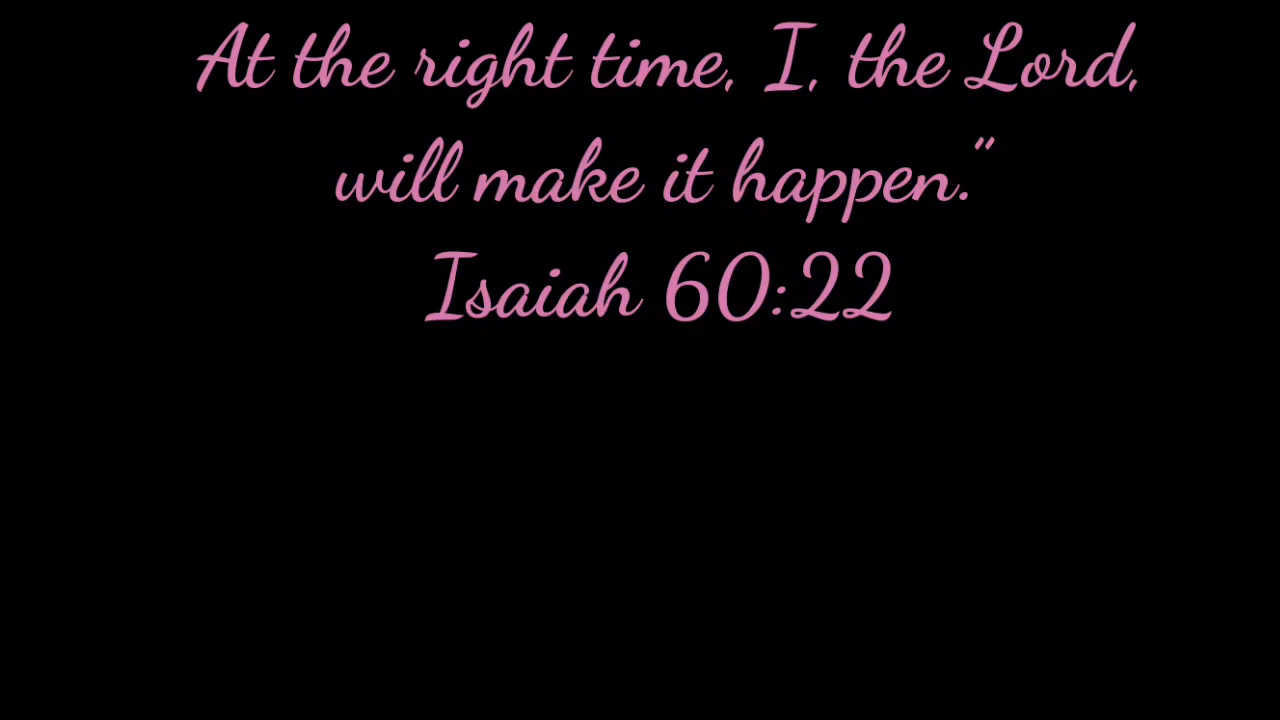 At the right time, I, the Lord,
will make it happen."
Isaiah 60:22